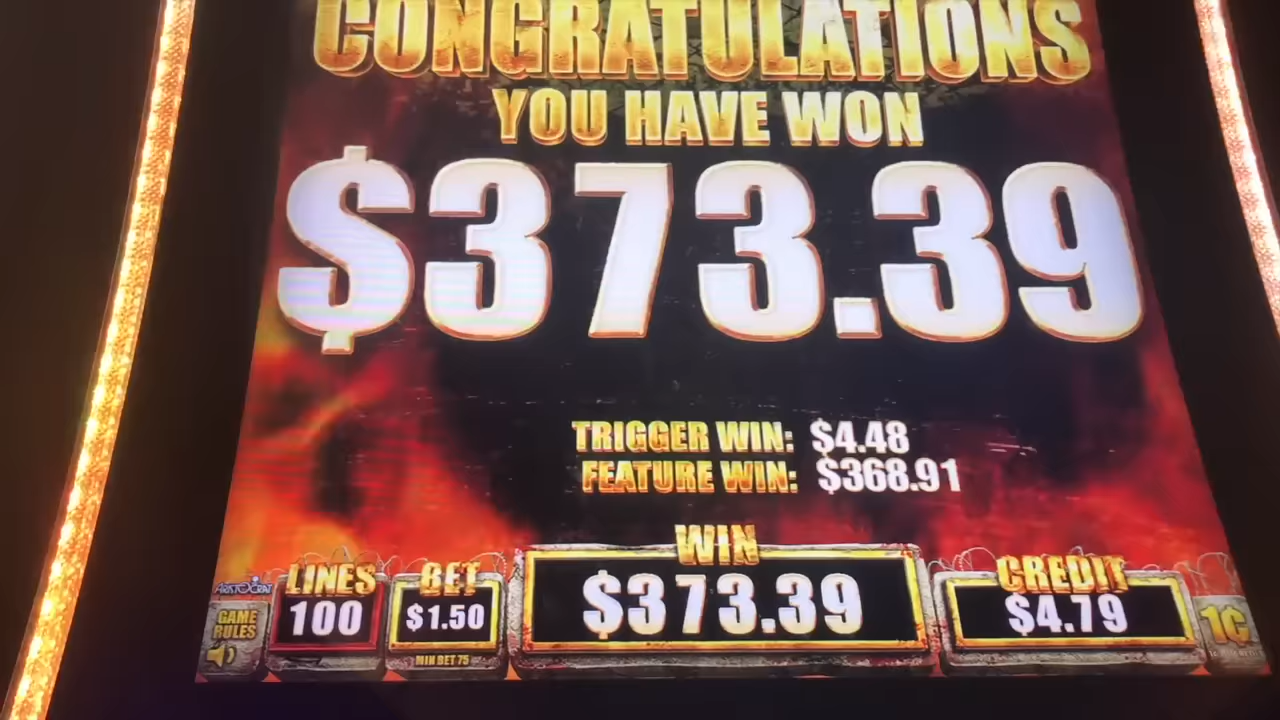 CONGRATULATIONS
YOU HAVE WON
$373.39
TRIGGER WIN: $4.48
FEATURE WIN: $368.91
WIN
$373.39
LINES
100
BET
$1.50
MIN BET 75
CREDIT
$4.79
ARISTOCRAT
GAME
RULES
1¢